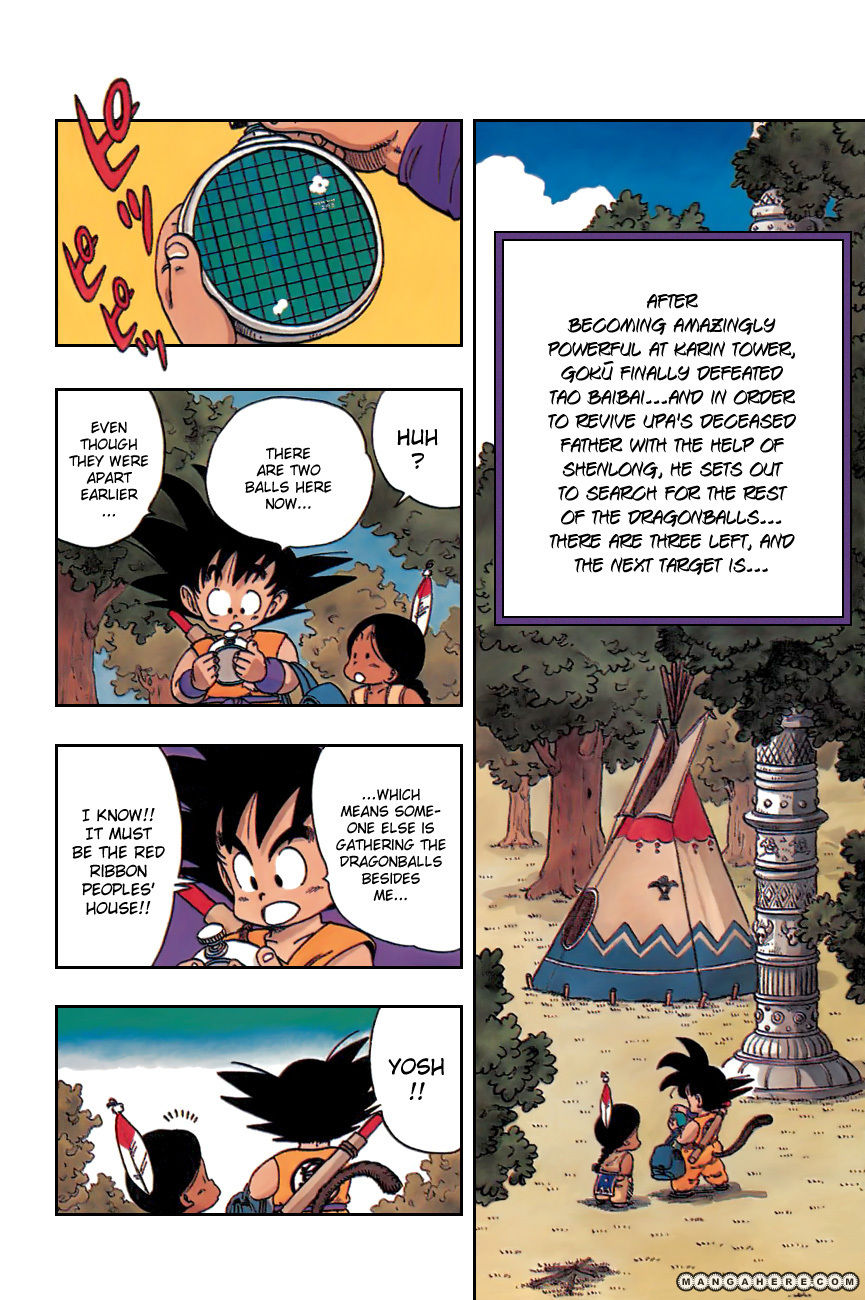 AFTER
BECOMING AMAZINGLY
POWERFUL AT KARIN TOWER,
GOKŪ FINALLY DEFEATED
TAO BAIBAI...AND IN ORDER
TO REVIVE UPA'S DECEASED
FATHER WITH THE HELP OF
SHENLONG, HE SETS OUT
TO SEARCH FOR THE REST
OF THE DRAGONBALLS...
THERE ARE THREE LEFT, AND
THE NEXT TARGET IS...
ピピッ
ピピッ
HUH
?
THERE
ARE TWO
BALLS HERE
NOW...
EVEN
THOUGH
THEY WERE
APART
EARLIER
...
...WHICH
MEANS SOME-
ONE ELSE IS
GATHERING THE
DRAGONBALLS
BESIDES
ME...
I KNOW!!
IT MUST
BE THE RED
RIBBON
PEOPLES'
HOUSE!!
YOSH
!!
MANGAHERE.COM